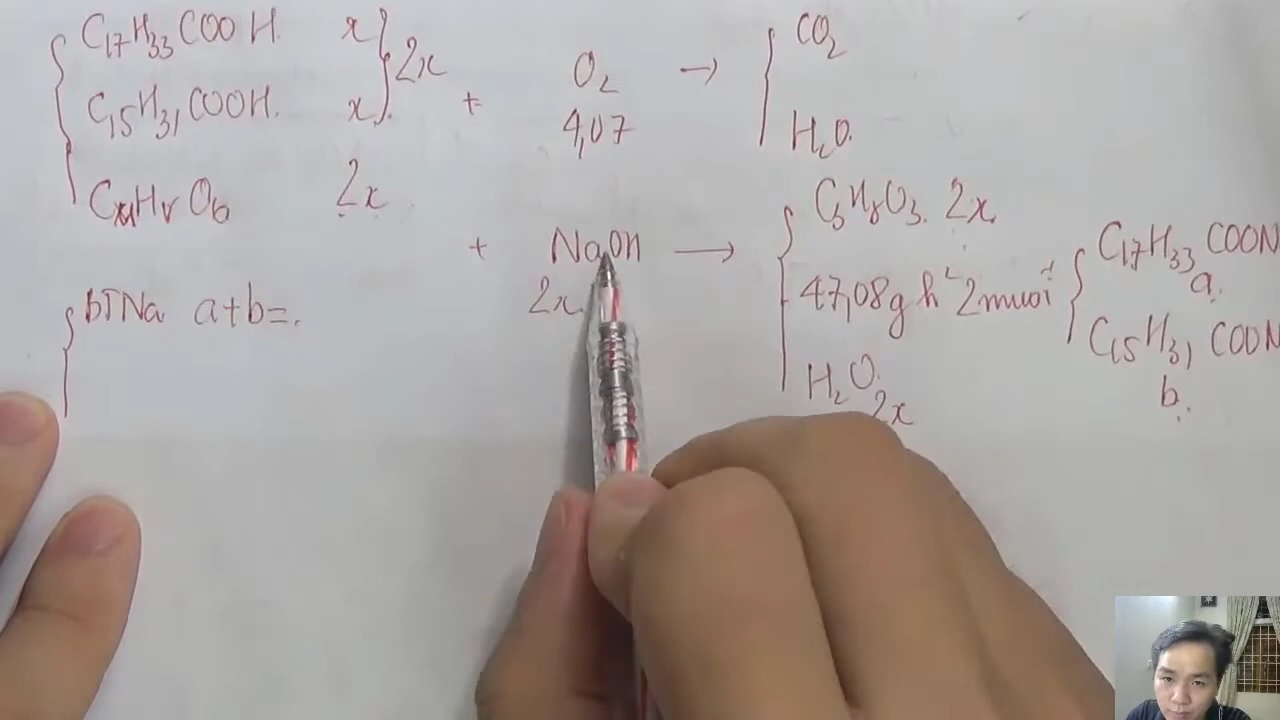 C17H33COOH x
2x
C15H31COOH. x
+ O2 → CO2
4,07
H2O.
CxHyO6 2x
+ NaOH → C3H8O3. 2x
2x
47,08g h² 2muối
C17H33COON
a.
C15H31COON
b.
H2O.
2x
BTNa a+b=.